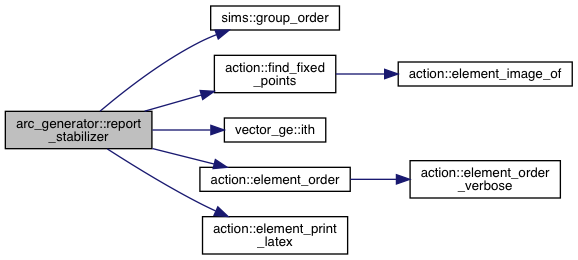 sims::group_order
action::find_fixed
_points
action::element_image_of
arc_generator::report
_stabilizer
vector_ge::ith
action::element_order
action::element_order
_verbose
action::element_print
_latex